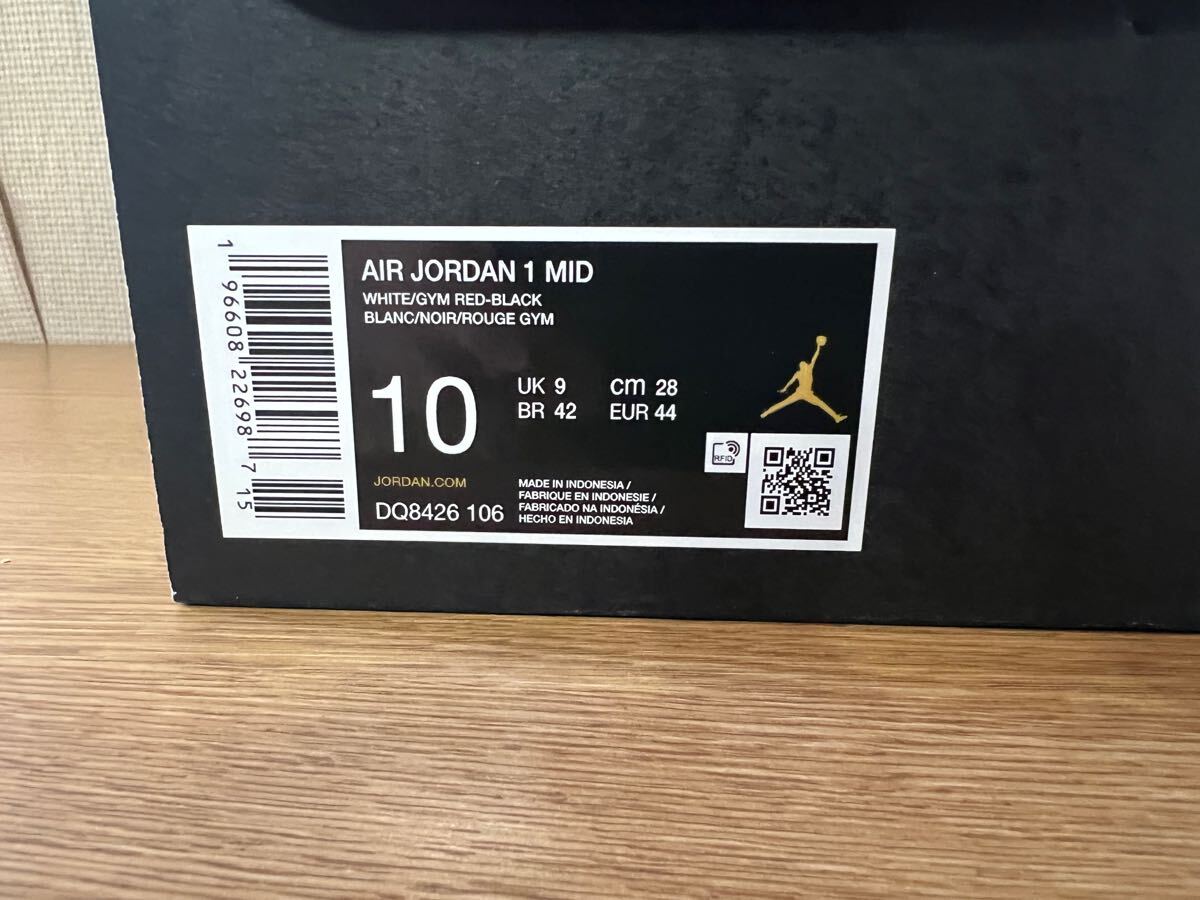 AIR JORDAN 1 MID
WHITE/GYM RED-BLACK
BLANC/NOIR/ROUGE GYM
10
UK 9 cm 28
BR 42 EUR 44
RFID
JORDAN.COM
DQ8426 106
MADE IN INDONESIA /
FABRIQUE EN INDONESIE /
FABRICADO NA INDONÉSIA /
HECHO EN INDONESIA
1 96608 22698 7 15